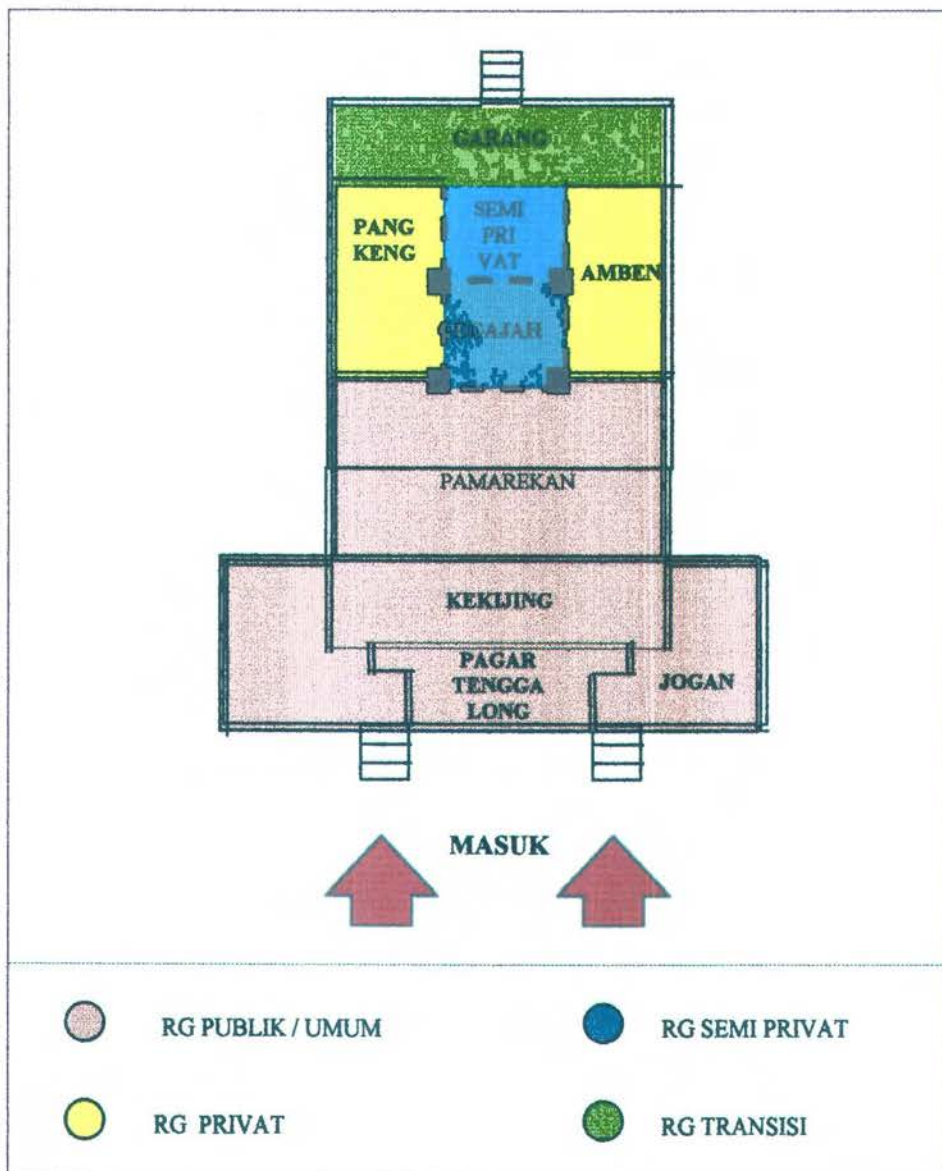 GARANG
PANG
KENG
SEMI
PRI
VAT
AMBEN
PAMAREKAN
KEKIJING
PAGAR
TENGGA
LONG
JOGAN
MASUK
RG PUBLIK / UMUM
RG SEMI PRIVAT
RG PRIVAT
RG TRANSISI